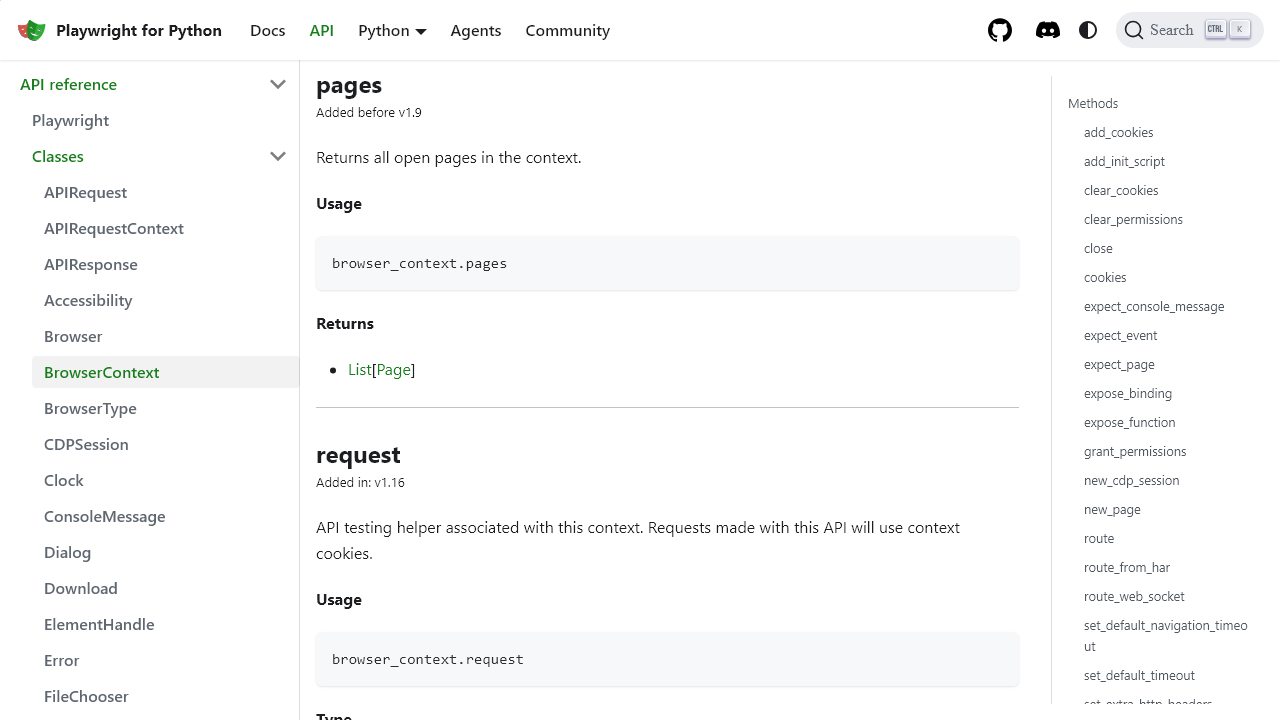 Playwright for Python
Docs
API
Python
Agents
Community
Search
CTRL
K
API reference
Playwright
Classes
APIRequest
APIRequestContext
APIResponse
Accessibility
Browser
BrowserContext
BrowserType
CDPSession
Clock
ConsoleMessage
Dialog
Download
ElementHandle
Error
FileChooser
pages
Added before v1.9
Returns all open pages in the context.
Usage
browser_context.pages
Returns
List[Page]
request
Added in: v1.16
API testing helper associated with this context. Requests made with this API will use context
cookies.
Usage
browser_context.request
Type
Methods
add_cookies
add_init_script
clear_cookies
clear_permissions
close
cookies
expect_console_message
expect_event
expect_page
expose_binding
expose_function
grant_permissions
new_cdp_session
new_page
route
route_from_har
route_web_socket
set_default_navigation_timeo
ut
set_default_timeout
set_extra_http_headers